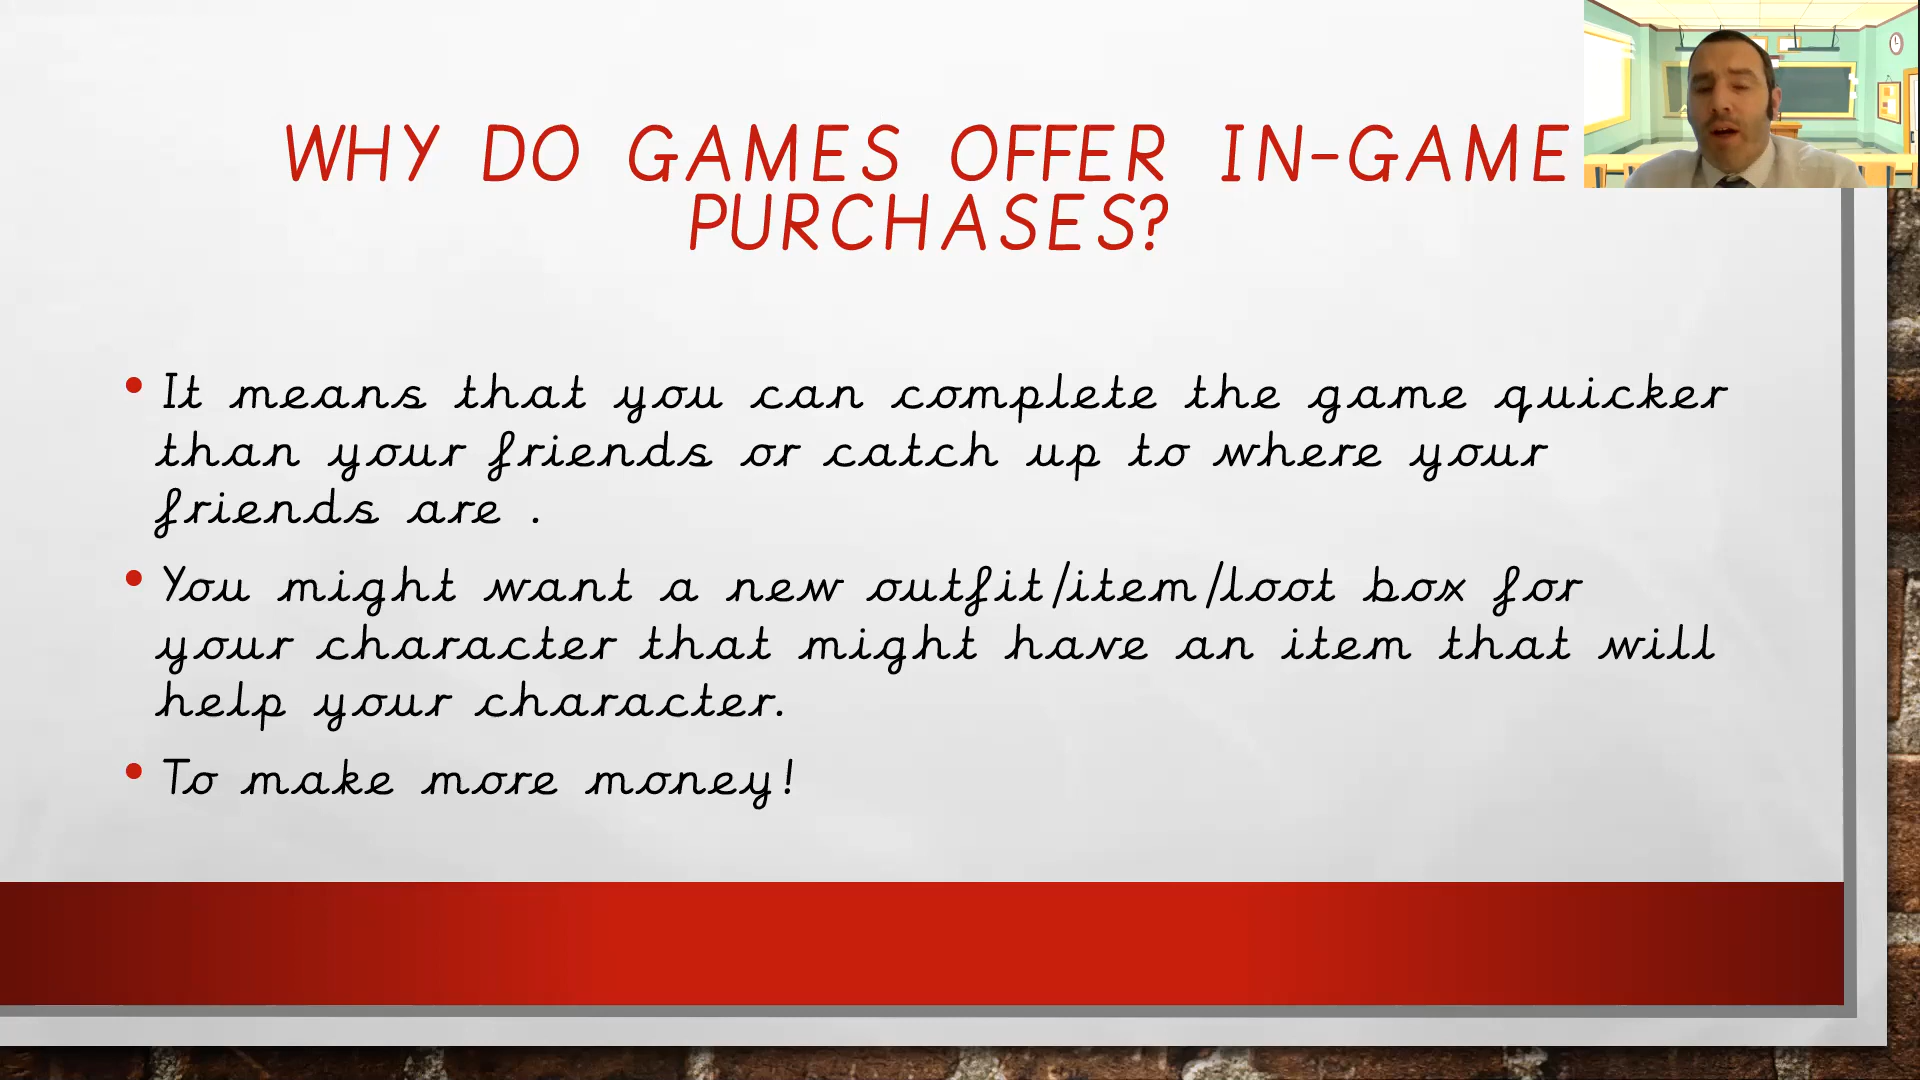 WHY DO GAMES OFFER IN-GAME
PURCHASES?
• It means that you can complete the game quicker
than your friends or catch up to where your
friends are .
• You might want a new outfit/item/loot box for
your character that might have an item that will
help your character.
• To make more money!